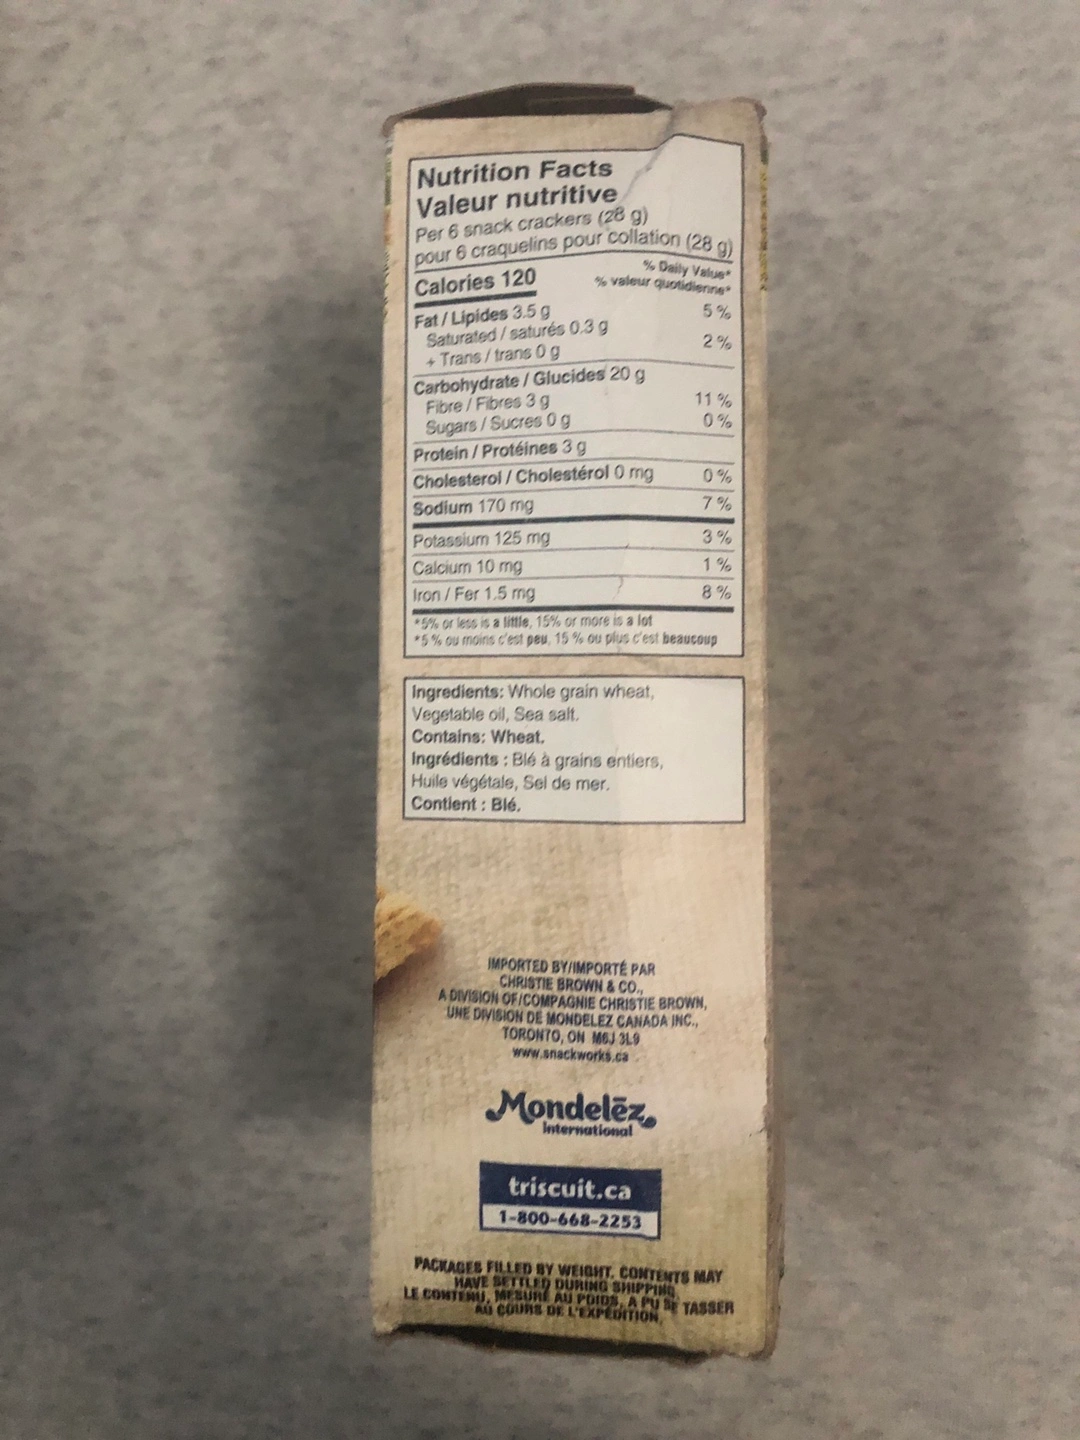 Nutrition Facts
Valeur nutritive
Per 6 snack crackers (28 g)
pour 6 craquelins pour collation (28 g)
Calories 120
% Daily Value*
% valeur quotidienne*
Fat / Lipides 3.5 g 5 %
Saturated / saturés 0.3 g
+ Trans / trans 0 g 2 %
Carbohydrate / Glucides 20 g
Fibre / Fibres 3 g 11 %
Sugars / Sucres 0 g 0 %
Protein / Protéines 3 g
Cholesterol / Cholestérol 0 mg 0 %
Sodium 170 mg 7 %
Potassium 125 mg 3 %
Calcium 10 mg 1 %
Iron / Fer 1.5 mg 8 %
*5% or less is a little, 15% or more is a lot
*5 % ou moins c'est peu, 15 % ou plus c'est beaucoup
Ingredients: Whole grain wheat,
Vegetable oil, Sea salt.
Contains: Wheat.
Ingrédients : Blé à grains entiers,
Huile végétale, Sel de mer.
Contient : Blé.
IMPORTED BY/IMPORTÉ PAR
CHRISTIE BROWN & CO.,
A DIVISION OF/COMPAGNIE CHRISTIE BROWN,
UNE DIVISION DE MONDELEZ CANADA INC.,
TORONTO, ON M6J 3L9
www.snackworks.ca
Mondelēz
International
triscuit.ca
1-800-668-2253
PACKAGES FILLED BY WEIGHT. CONTENTS MAY
HAVE SETTLED DURING SHIPPING
LE CONTENU, MESURÉ AU POIDS, A PU SE TASSER
AU COURS DE L'EXPÉDITION